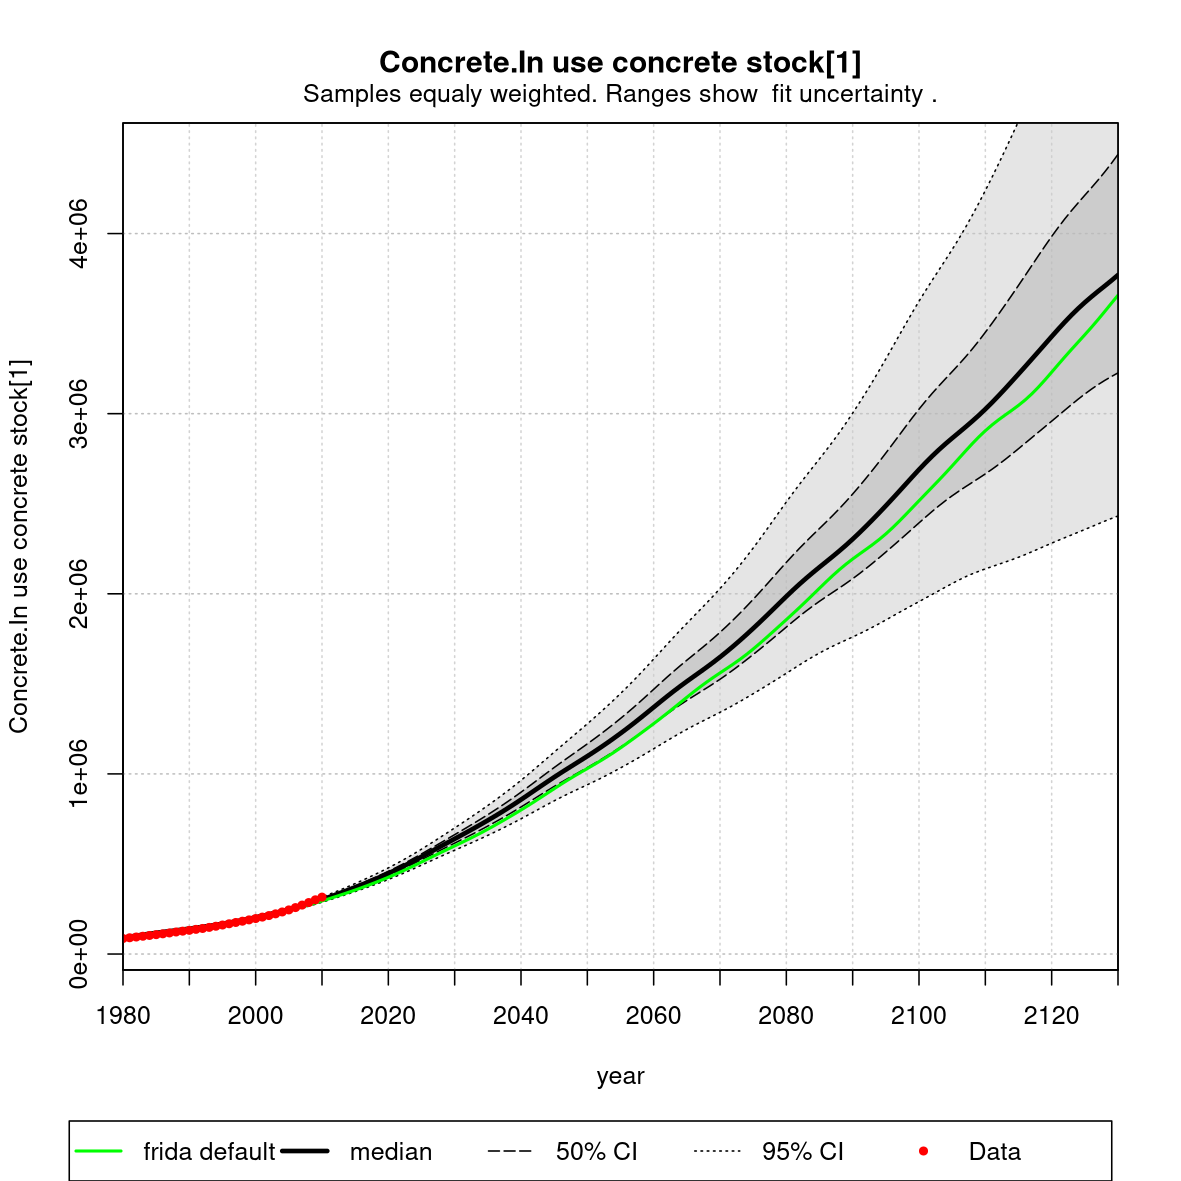 Concrete.In use concrete stock[1]
Samples equaly weighted. Ranges show  fit uncertainty .
Concrete.In use concrete stock[1]
4e+06
3e+06
2e+06
1e+06
0e+00
1980 2000 2020 2040 2060 2080 2100 2120
year
frida default median 50% CI 95% CI Data